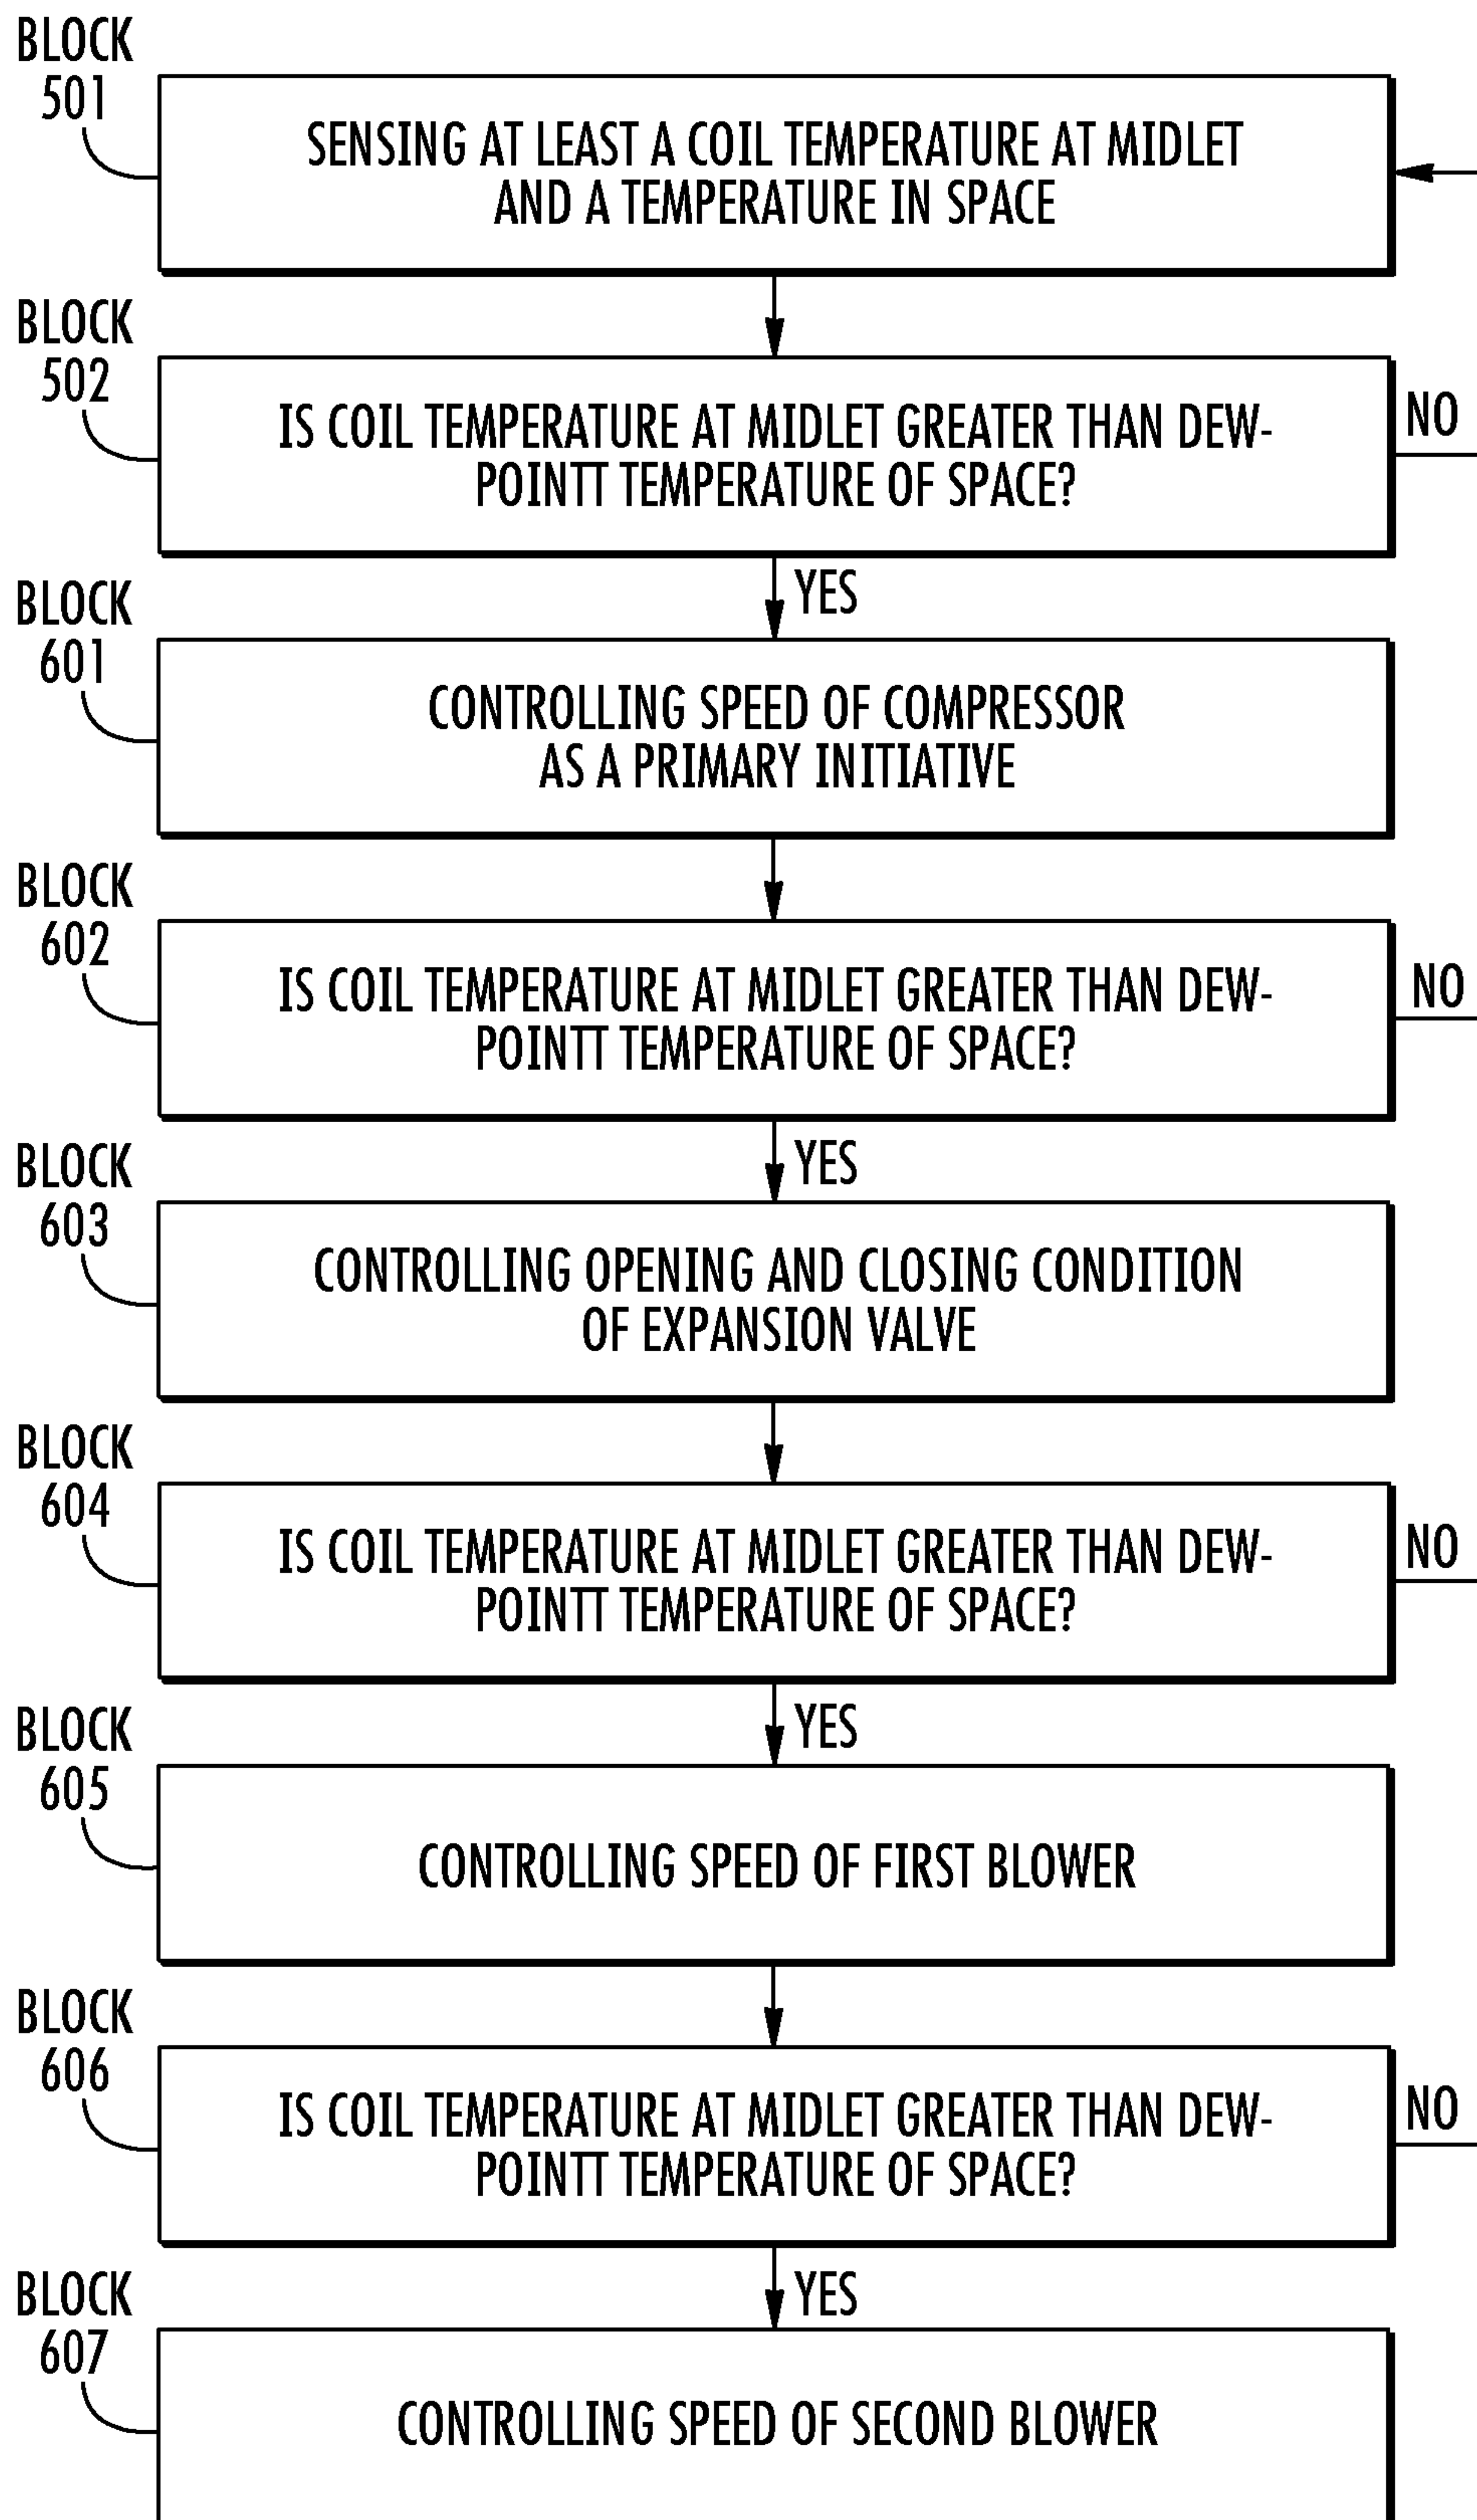 BLOCK
501
SENSING AT LEAST A COIL TEMPERATURE AT MIDLET
AND A TEMPERATURE IN SPACE
BLOCK
502
IS COIL TEMPERATURE AT MIDLET GREATER THAN DEW-
POINTT TEMPERATURE OF SPACE?
NO
YES
BLOCK
601
CONTROLLING SPEED OF COMPRESSOR
AS A PRIMARY INITIATIVE
BLOCK
602
IS COIL TEMPERATURE AT MIDLET GREATER THAN DEW-
POINTT TEMPERATURE OF SPACE?
NO
YES
BLOCK
603
CONTROLLING OPENING AND CLOSING CONDITION
OF EXPANSION VALVE
BLOCK
604
IS COIL TEMPERATURE AT MIDLET GREATER THAN DEW-
POINTT TEMPERATURE OF SPACE?
NO
YES
BLOCK
605
CONTROLLING SPEED OF FIRST BLOWER
BLOCK
606
IS COIL TEMPERATURE AT MIDLET GREATER THAN DEW-
POINTT TEMPERATURE OF SPACE?
NO
YES
BLOCK
607
CONTROLLING SPEED OF SECOND BLOWER